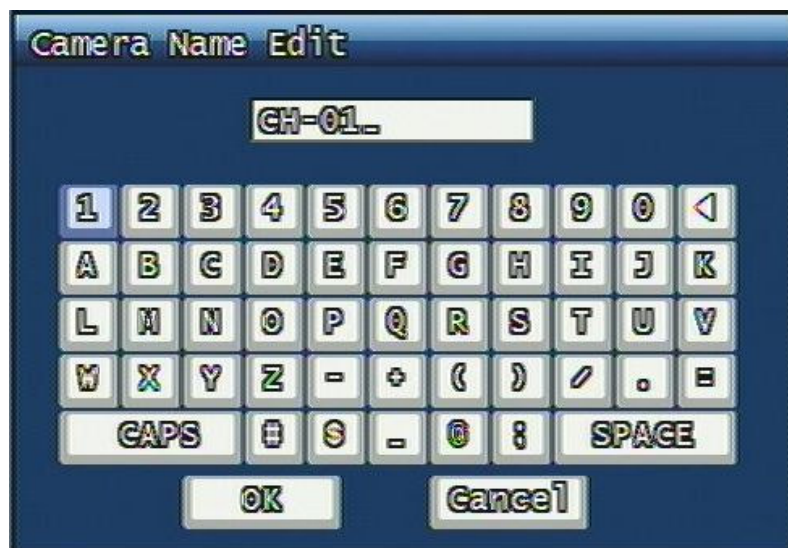 Camera Name Edit
CH-01_
1 2 3 4 5 6 7 8 9 0 ◁
A B C D E F G H I J K
L M N O P Q R S T U V
W X Y Z - + ( ) / . =
CAPS # $ _ @ : SPACE
OK Cancel